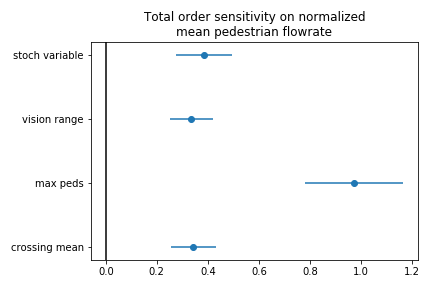 Total order sensitivity on normalized
mean pedestrian flowrate
stoch variable
vision range
max peds
crossing mean
0.0 0.2 0.4 0.6 0.8 1.0 1.2